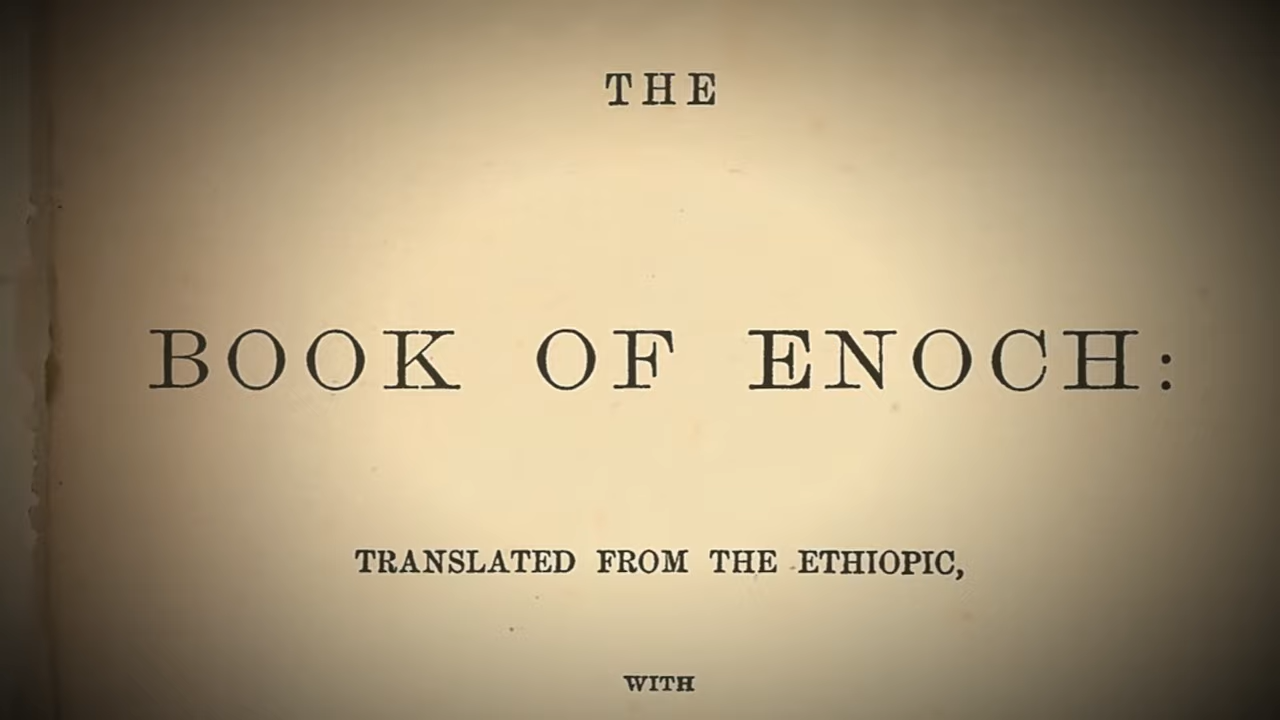 THE
BOOK OF ENOCH:
TRANSLATED FROM THE ETHIOPIC,
WITH